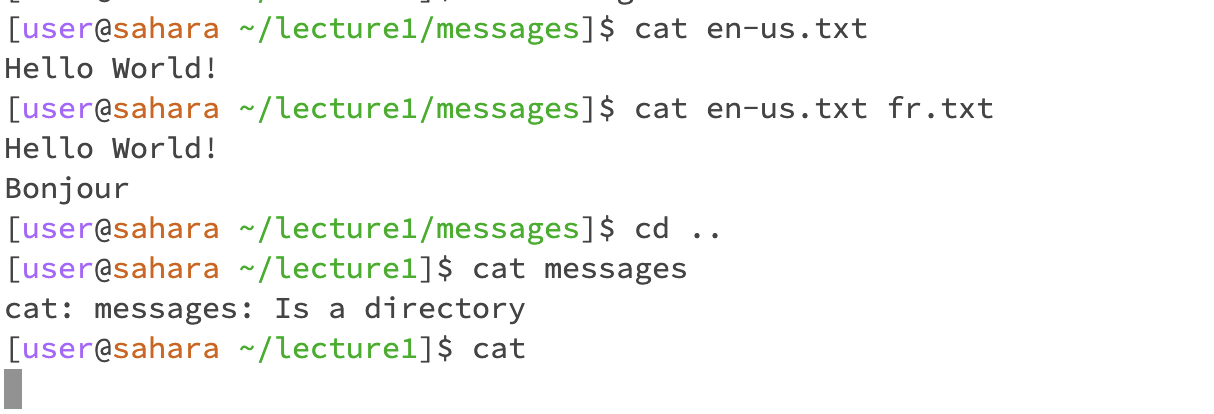 [user@sahara ~/lecture1/messages]$ cat en-us.txt
Hello World!
[user@sahara ~/lecture1/messages]$ cat en-us.txt fr.txt
Hello World!
Bonjour
[user@sahara ~/lecture1/messages]$ cd ..
[user@sahara ~/lecture1]$ cat messages
cat: messages: Is a directory
[user@sahara ~/lecture1]$ cat